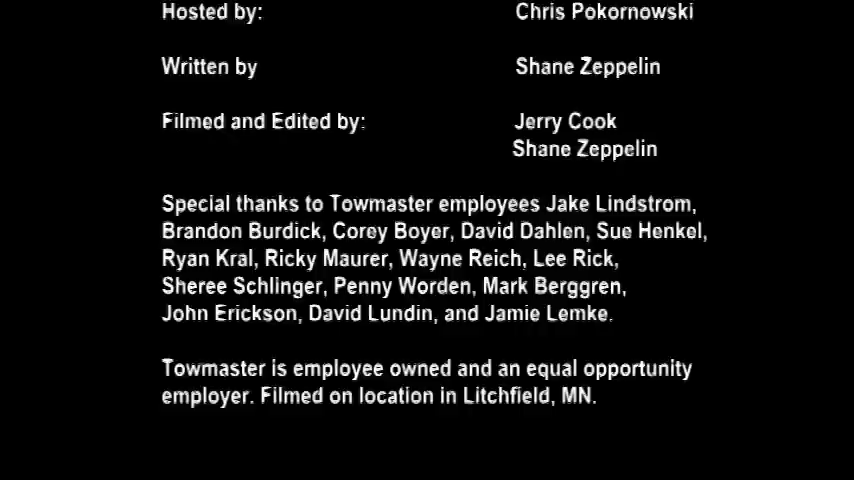 Hosted by: Chris Pokornowski
Written by Shane Zeppelin
Filmed and Edited by: Jerry Cook
Shane Zeppelin
Special thanks to Towmaster employees Jake Lindstrom,
Brandon Burdick, Corey Boyer, David Dahlen, Sue Henkel,
Ryan Kral, Ricky Maurer, Wayne Reich, Lee Rick,
Sheree Schlinger, Penny Worden, Mark Berggren,
John Erickson, David Lundin, and Jamie Lemke.
Towmaster is employee owned and an equal opportunity
employer. Filmed on location in Litchfield, MN.